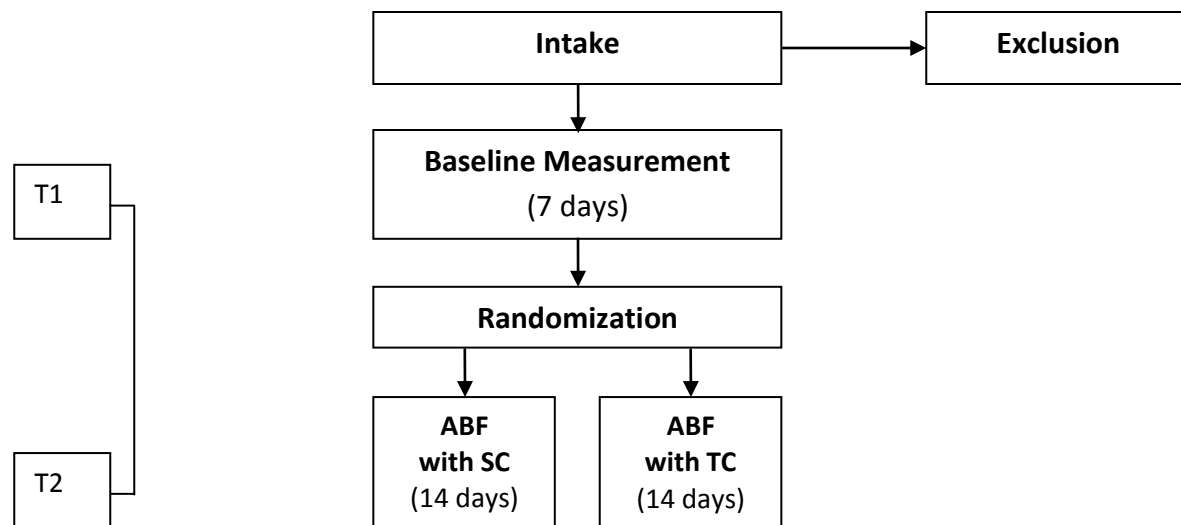 Intake
Exclusion
Baseline Measurement
(7 days)
T1
Randomization
ABF
with SC
(14 days)
ABF
with TC
(14 days)
T2